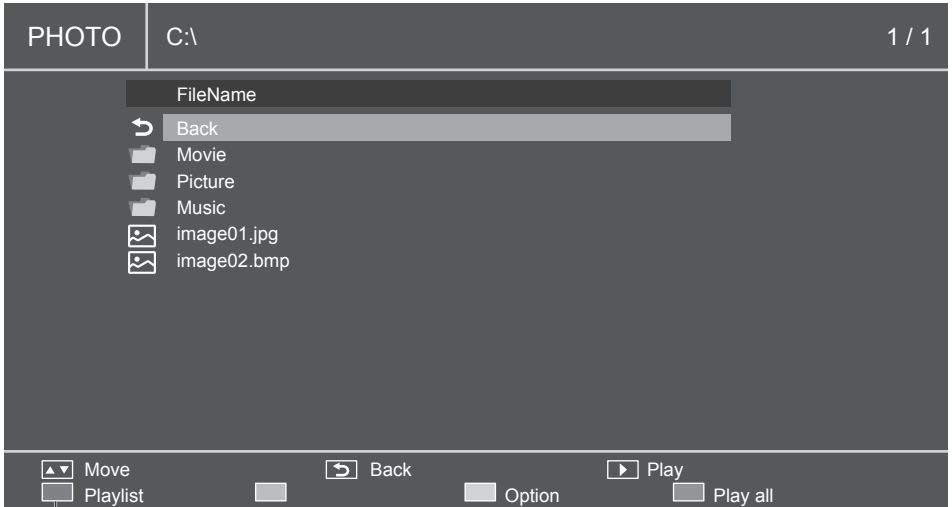 PHOTO C:\ 1 / 1
FileName
Back
Movie
Picture
Music
image01.jpg
image02.bmp
Move Back Play
Playlist Option Play all